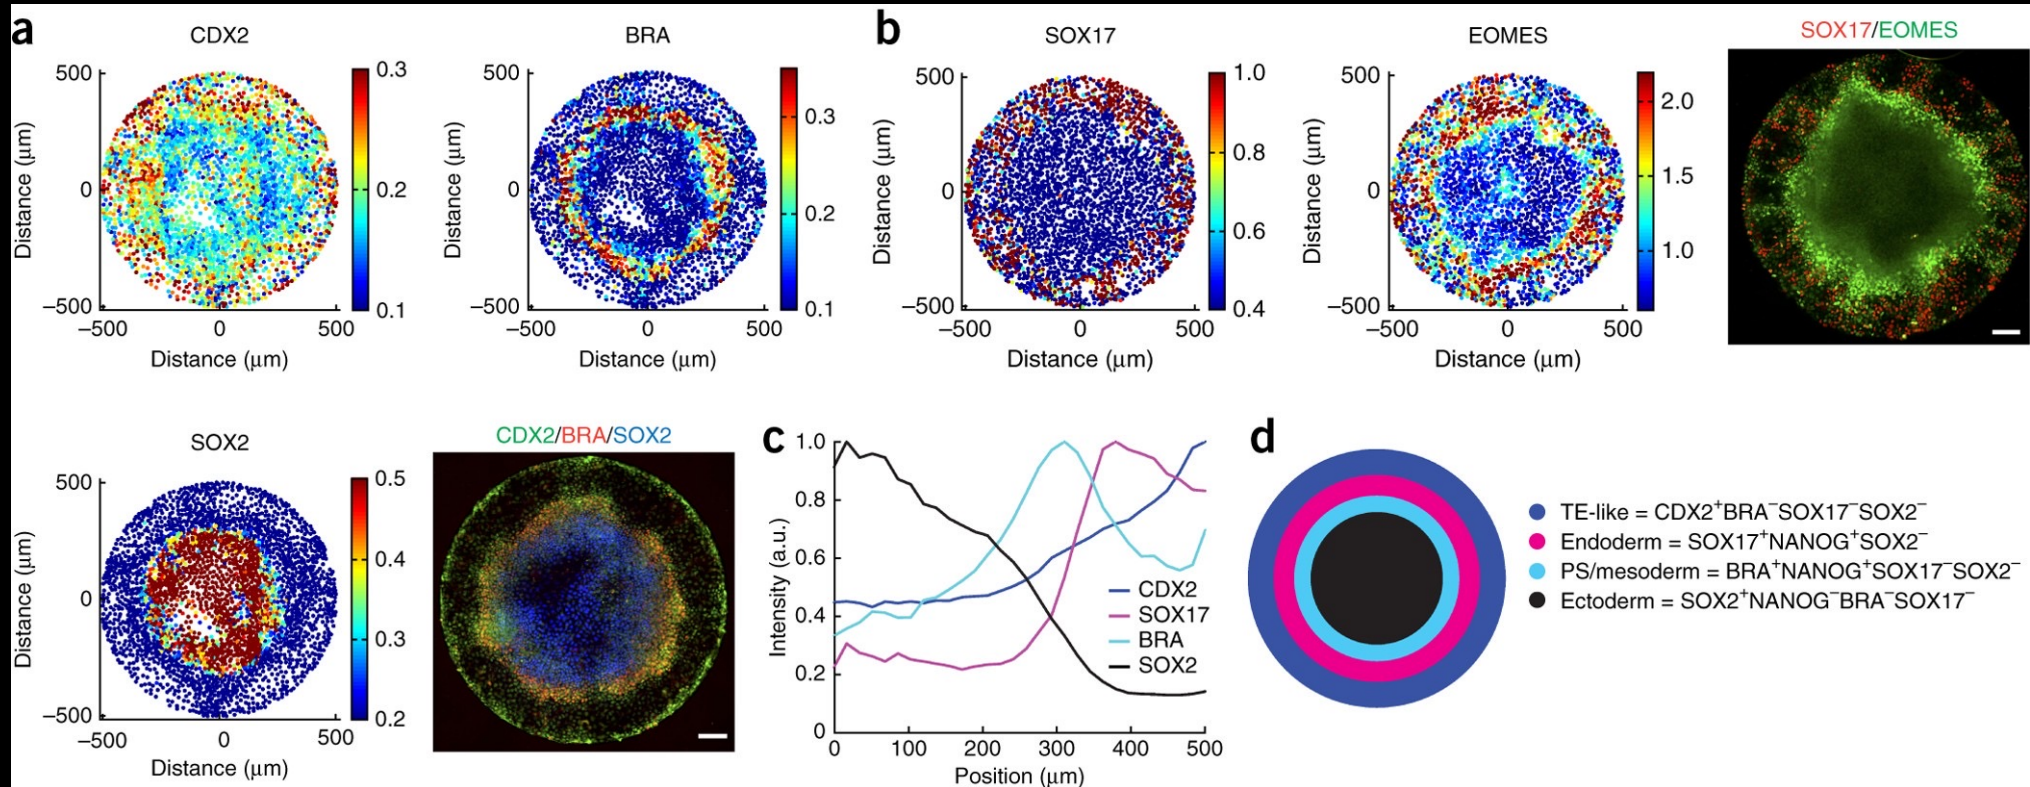 a
CDX2
500
0
–500
–500
0
500
Distance (μm)
Distance (μm)
0.3
0.2
0.1
BRA
500
0
–500
–500
0
500
Distance (μm)
Distance (μm)
0.3
0.2
0.1
b
SOX17
500
0
–500
–500
0
500
Distance (μm)
Distance (μm)
1.0
0.8
0.6
0.4
EOMES
500
0
–500
–500
0
500
Distance (μm)
Distance (μm)
2.0
1.5
1.0
SOX17/EOMES
SOX2
500
0
–500
–500
0
500
Distance (μm)
Distance (μm)
0.5
0.4
0.3
0.2
CDX2/BRA/SOX2
c
1.0
0.8
0.6
0.4
0.2
0
Intensity (a.u.)
0
100
200
300
400
500
Position (μm)
CDX2
SOX17
BRA
SOX2
d
TE-like = CDX2⁺BRA⁻SOX17⁻SOX2⁻
Endoderm = SOX17⁺NANOG⁺SOX2⁻
PS/mesoderm = BRA⁺NANOG⁺SOX17⁻SOX2⁻
Ectoderm = SOX2⁺NANOG⁻BRA⁻SOX17⁻